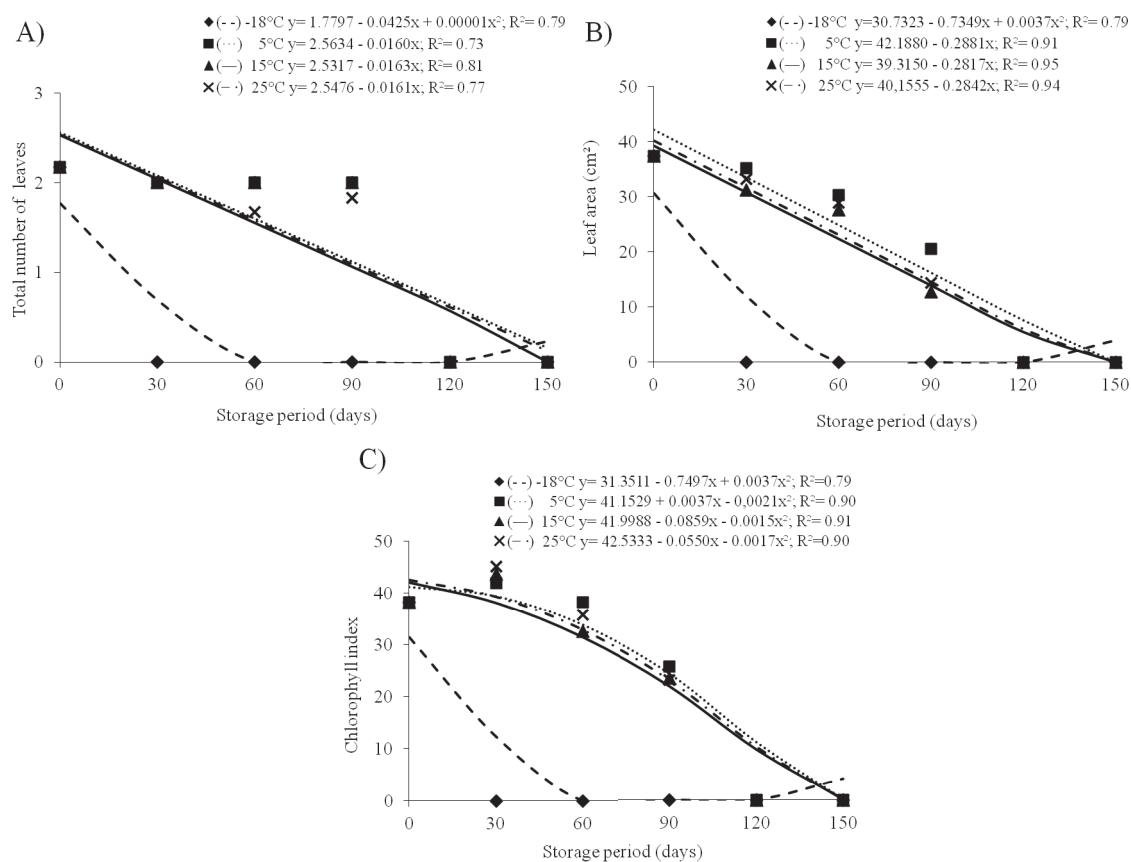 A)
(- -) -18°C y= 1.7797 - 0.0425x + 0.00001x²; R²= 0.79
(···) 5°C y= 2.5634 - 0.0160x; R²= 0.73
(—) 15°C y= 2.5317 - 0.0163x; R²= 0.81
(– ·) 25°C y= 2.5476 - 0.0161x; R²= 0.77
3
2
1
0
Total number of leaves
0 30 60 90 120 150
Storage period (days)
B)
(- -) -18°C y= 30.7323 - 0.7349x + 0.0037x²; R²= 0.79
(···) 5°C y= 42.1880 - 0.2881x; R²= 0.91
(—) 15°C y= 39.3150 - 0.2817x; R²= 0.95
(– ·) 25°C y= 40,1555 - 0.2842x; R²= 0.94
50
40
30
20
10
0
Leaf area (cm²)
0 30 60 90 120 150
Storage period (days)
C)
(- -) -18°C y= 31.3511 - 0.7497x + 0.0037x²; R²=0.79
(···) 5°C y= 41.1529 + 0.0037x - 0,0021x²; R²= 0.90
(—) 15°C y= 41.9988 - 0.0859x - 0.0015x²; R²= 0.91
(– ·) 25°C y= 42.5333 - 0.0550x - 0.0017x²; R²= 0.90
50
40
30
20
10
0
Chlorophyll index
0 30 60 90 120 150
Storage period (days)